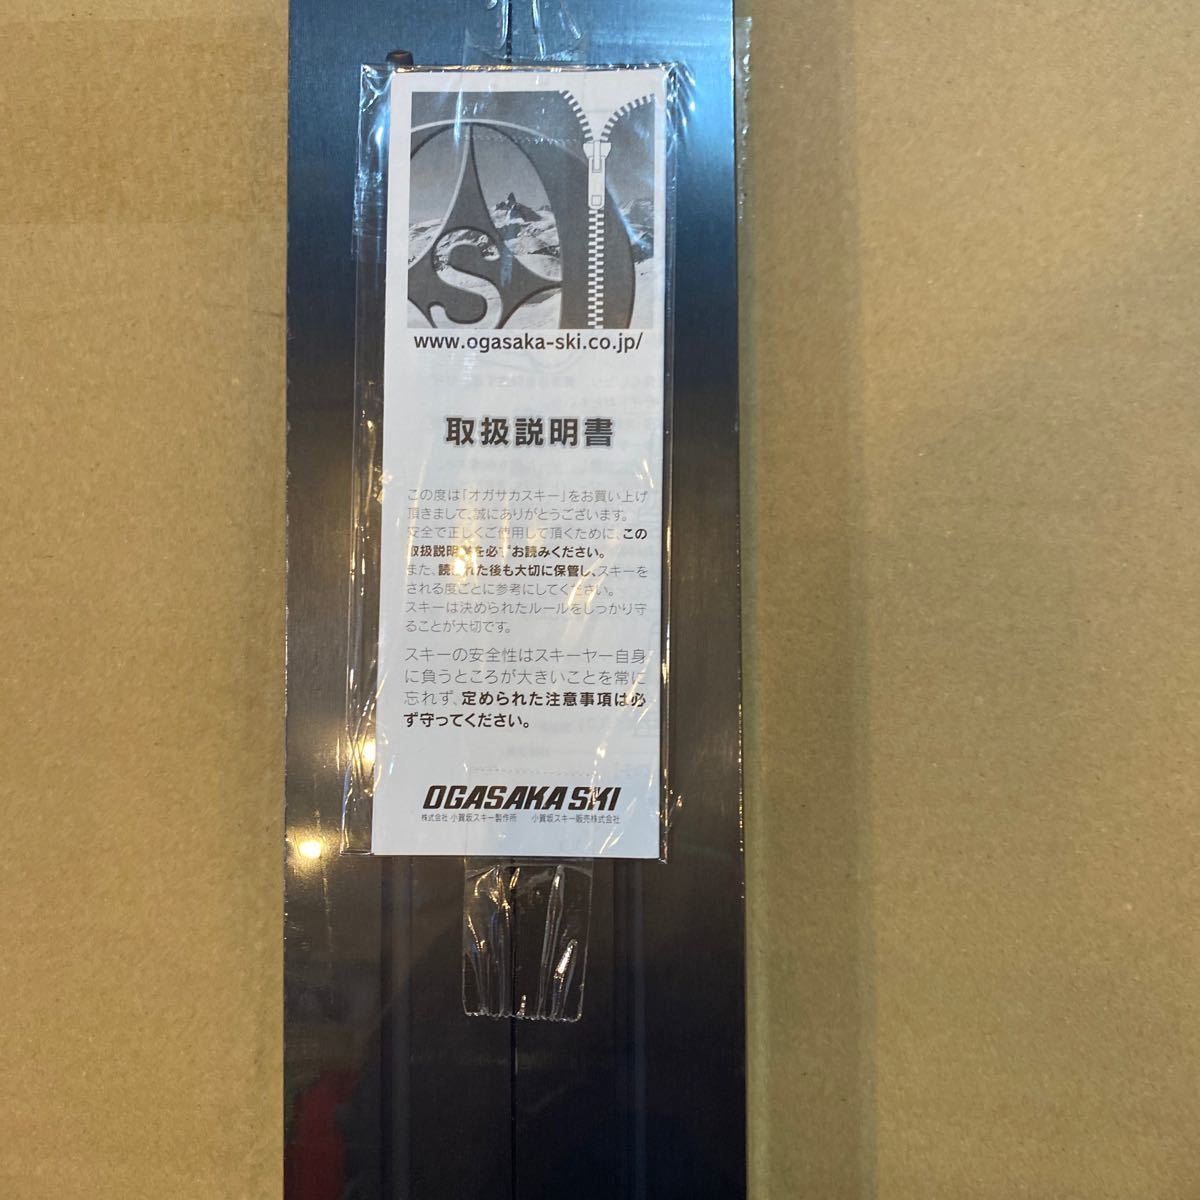 S
www.ogasaka-ski.co.jp/
取扱説明書
この度は「オガサカスキー」をお買い上げ
頂きまして、誠にありがとうございます。
安全で正しくご使用して頂くために、この
取扱説明書を必ずお読みください。
また、読まれた後も大切に保管し、スキーを
される度ごとに参考にしてください。
スキーは決められたルールをしっかり守
ることが大切です。
スキーの安全性はスキーヤー自身
に負うところが大きいことを常に
忘れず、定められた注意事項は必
ず守ってください。
OGASAKA SKI
株式会社 小賀坂スキー製作所 小賀坂スキー販売株式会社